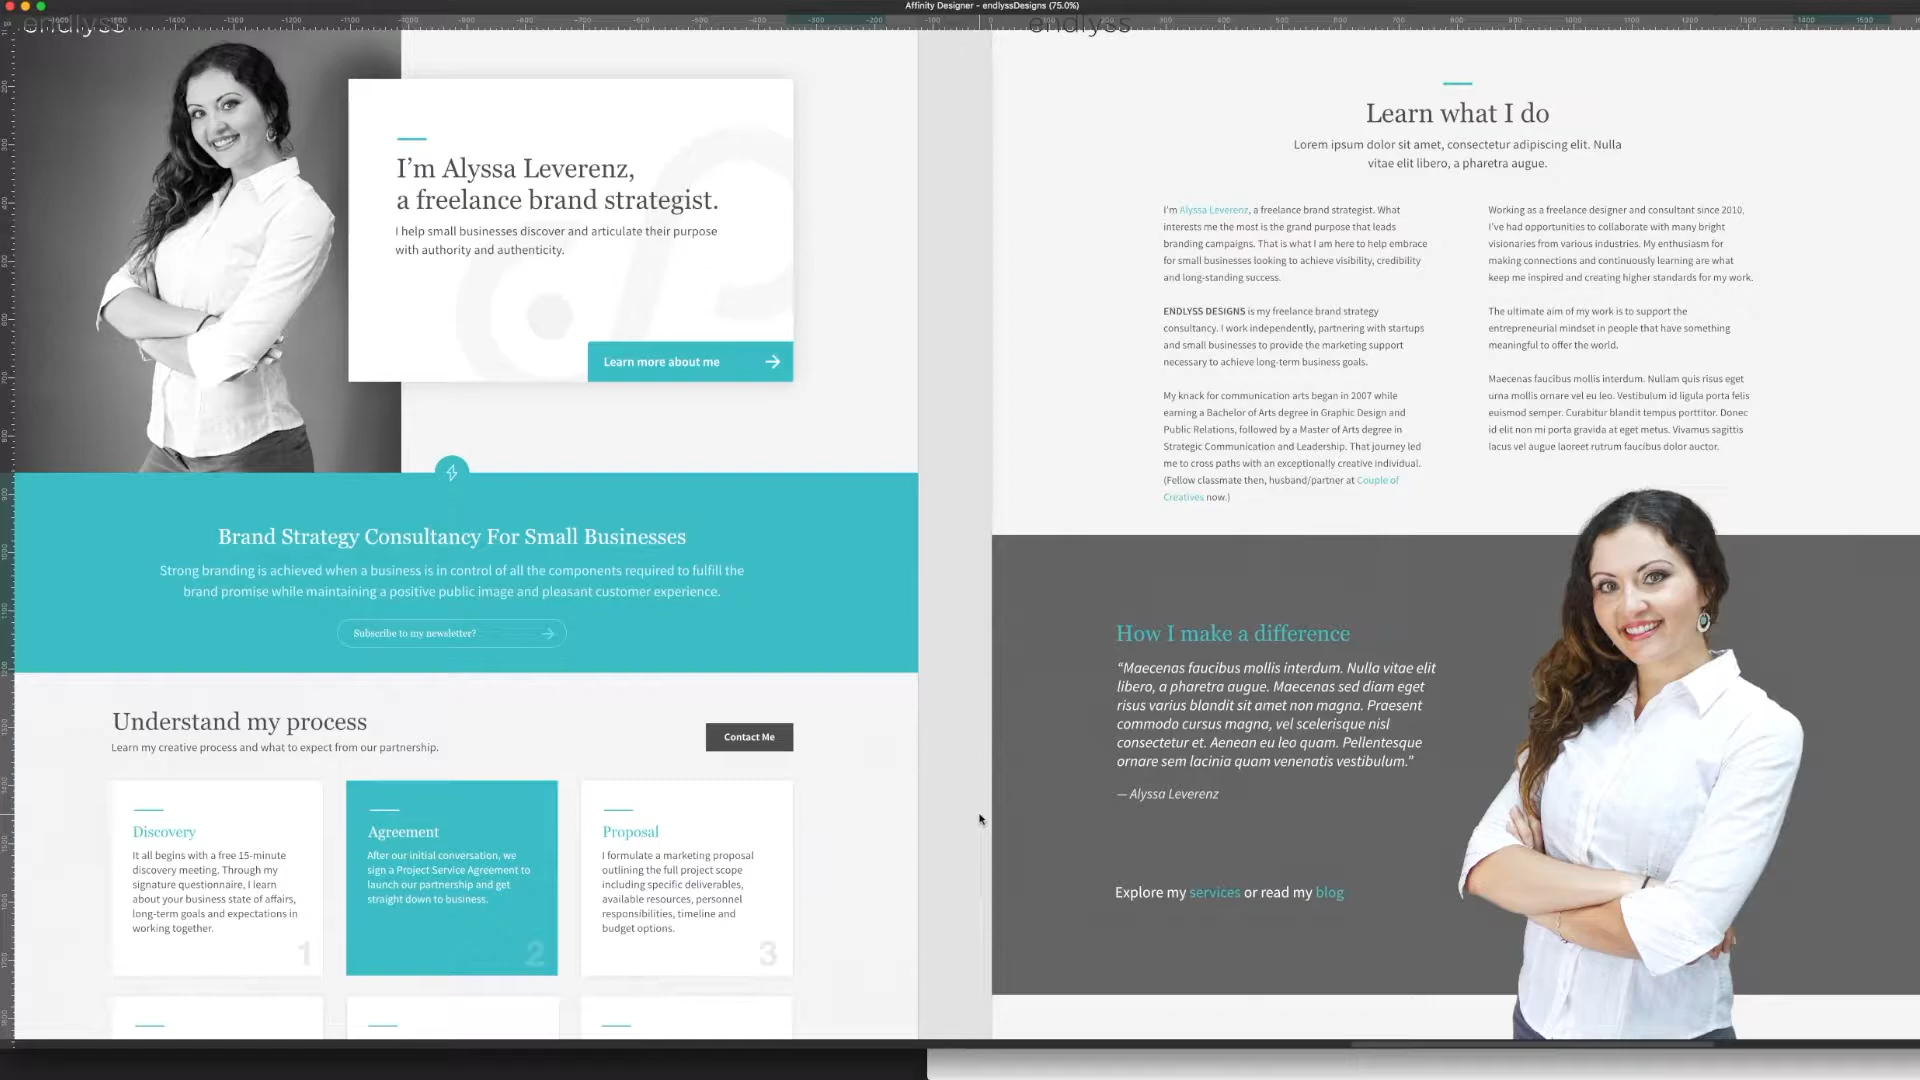 Affinity Designer - endlyssDesigns (75.0%)
endlyss
I'm Alyssa Leverenz,
a freelance brand strategist.
I help small businesses discover and articulate their purpose
with authority and authenticity.
Learn more about me
Brand Strategy Consultancy For Small Businesses
Strong branding is achieved when a business is in control of all the components required to fulfill the
brand promise while maintaining a positive public image and pleasant customer experience.
Subscribe to my newsletter?
Understand my process
Learn my creative process and what to expect from our partnership.
Contact Me
Discovery
It all begins with a free 15-minute
discovery meeting. Through my
signature questionnaire, I learn
about your business state of affairs,
long-term goals and expectations in
working together.
1
Agreement
After our initial conversation, we
sign a Project Service Agreement to
launch our partnership and get
straight down to business.
2
Proposal
I formulate a marketing proposal
outlining the full project scope
including specific deliverables,
available resources, personnel
responsibilities, timeline and
budget options.
3
endlyss
Learn what I do
Lorem ipsum dolor sit amet, consectetur adipiscing elit. Nulla
vitae elit libero, a pharetra augue.
I'm Alyssa Leverenz, a freelance brand strategist. What
interests me the most is the grand purpose that leads
branding campaigns. That is what I am here to help embrace
for small businesses looking to achieve visibility, credibility
and long-standing success.
ENDLYSS DESIGNS is my freelance brand strategy
consultancy. I work independently, partnering with startups
and small businesses to provide the marketing support
necessary to achieve long-term business goals.
My knack for communication arts began in 2007 while
earning a Bachelor of Arts degree in Graphic Design and
Public Relations, followed by a Master of Arts degree in
Strategic Communication and Leadership. That journey led
me to cross paths with an exceptionally creative individual.
(Fellow classmate then, husband/partner at Couple of
Creatives now.)
Working as a freelance designer and consultant since 2010,
I've had opportunities to collaborate with many bright
visionaries from various industries. My enthusiasm for
making connections and continuously learning are what
keep me inspired and creating higher standards for my work.
The ultimate aim of my work is to support the
entrepreneurial mindset in people that have something
meaningful to offer the world.
Maecenas faucibus mollis interdum. Nullam quis risus eget
urna mollis ornare vel eu leo. Vestibulum id ligula porta felis
euismod semper. Curabitur blandit tempus porttitor. Donec
id elit non mi porta gravida at eget metus. Vivamus sagittis
lacus vel augue laoreet rutrum faucibus dolor auctor.
How I make a difference
"Maecenas faucibus mollis interdum. Nulla vitae elit
libero, a pharetra augue. Maecenas sed diam eget
risus varius blandit sit amet non magna. Praesent
commodo cursus magna, vel scelerisque nisl
consectetur et. Aenean eu leo quam. Pellentesque
ornare sem lacinia quam venenatis vestibulum."
— Alyssa Leverenz
Explore my services or read my blog